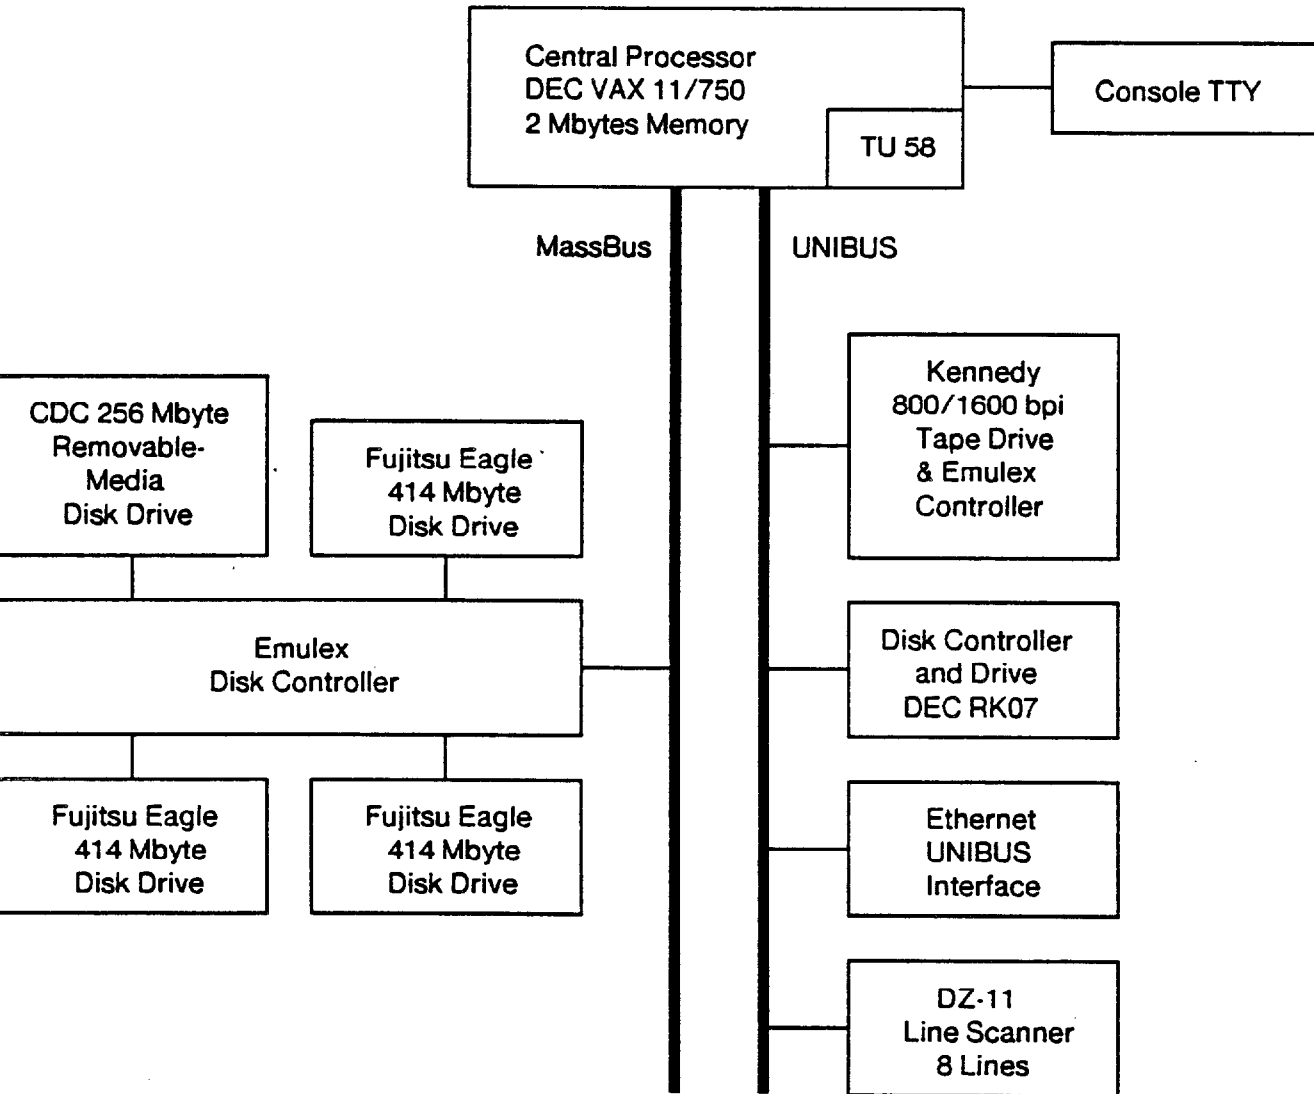 Central Processor
DEC VAX 11/750
2 Mbytes Memory
TU 58
Console TTY
MassBus
UNIBUS
CDC 256 Mbyte
Removable-
Media
Disk Drive
Fujitsu Eagle
414 Mbyte
Disk Drive
Emulex
Disk Controller
Fujitsu Eagle
414 Mbyte
Disk Drive
Fujitsu Eagle
414 Mbyte
Disk Drive
Kennedy
800/1600 bpi
Tape Drive
& Emulex
Controller
Disk Controller
and Drive
DEC RK07
Ethernet
UNIBUS
Interface
DZ-11
Line Scanner
8 Lines